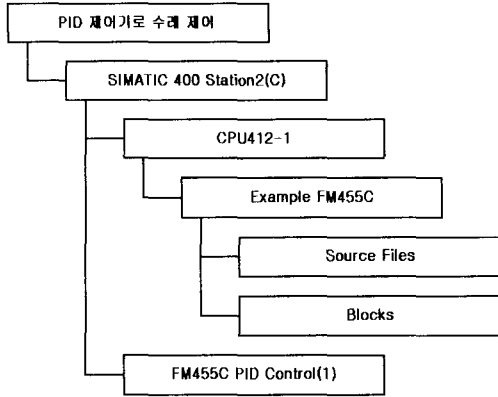 PID 제어기로 수레 제어
SIMATIC 400 Station2(C)
CPU412-1
Example FM455C
Source Files
Blocks
FM455C PID Control(1)